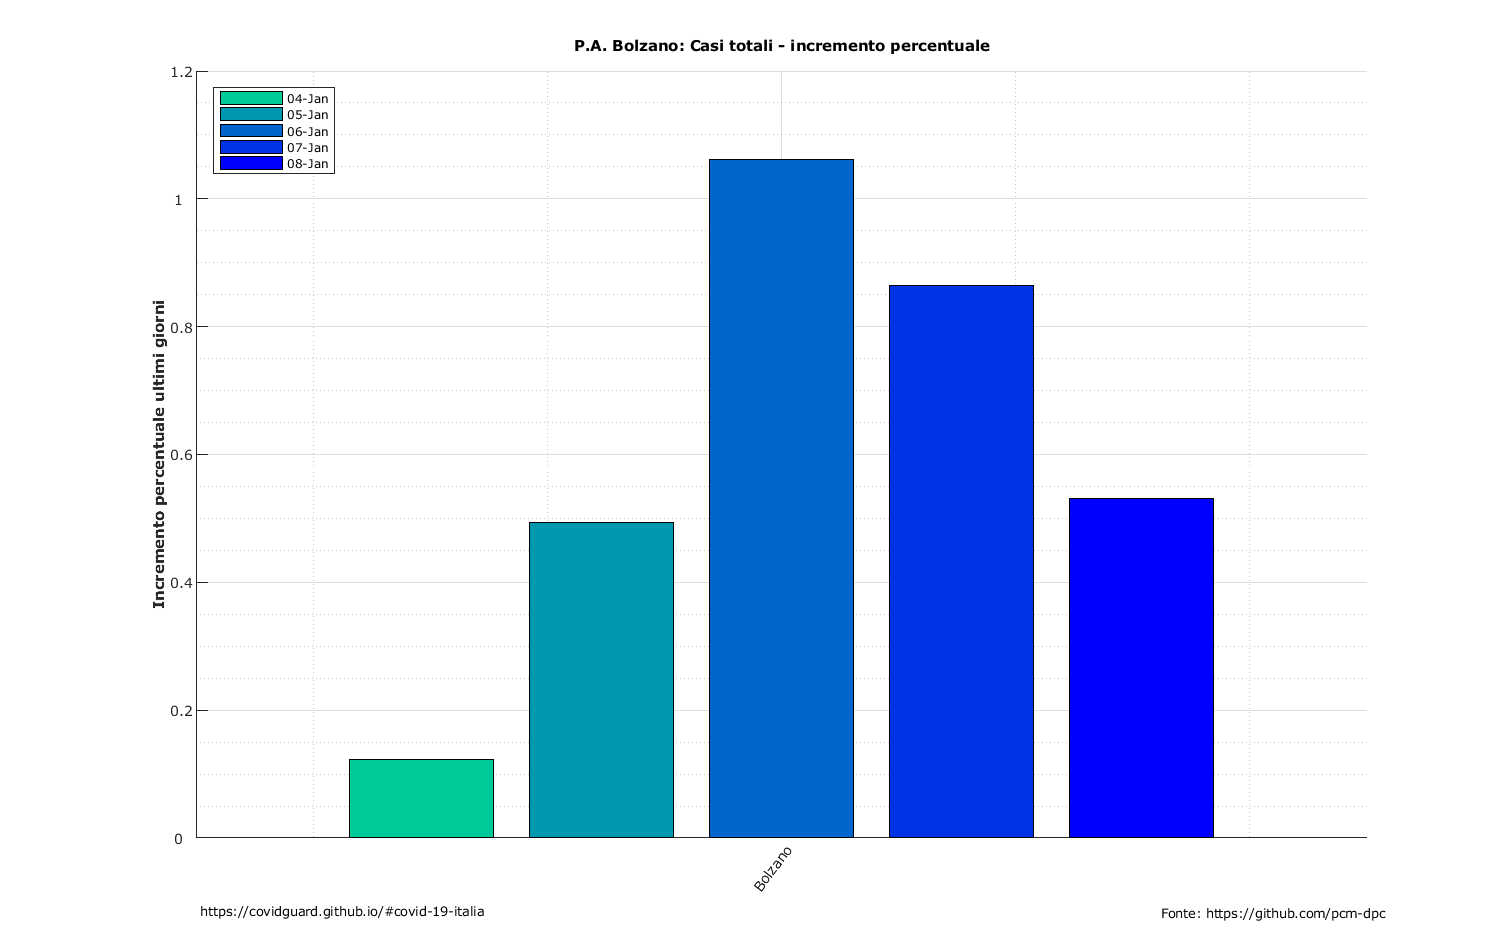 P.A. Bolzano: Casi totali - incremento percentuale
1.2
1
0.8
0.6
0.4
0.2
0
Incremento percentuale ultimi giorni
04-Jan
05-Jan
06-Jan
07-Jan
08-Jan
Bolzano
https://covidguard.github.io/#covid-19-italia
Fonte: https://github.com/pcm-dpc